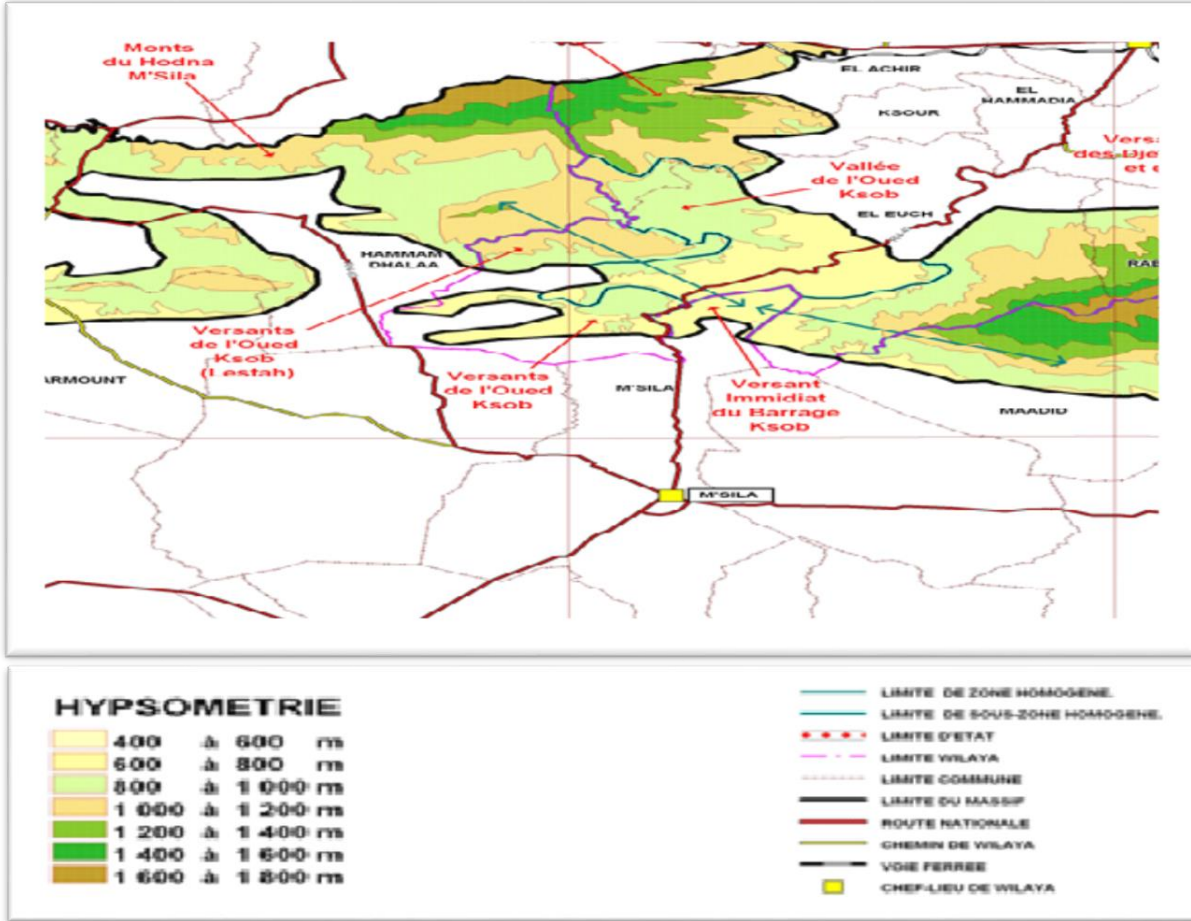 Monts
du Hodna
M'Sila
EL ACHIR
EL
HAMMADIA
KSOUR
Vallée
de l'Oued
Ksob
EL EUCH
HAMMAM
DHALAA
Versants
de l'Oued
Ksob
ARMOUNT
Versants
de l'Oued
Ksob
M'SILA
Versant
Immidiat
du Barrage
Ksob
MAADID
M'SILA
HYPSOMETRIE
400 à 600 m
600 à 800 m
800 à 1 000 m
1 000 à 1 200 m
1 200 à 1 400 m
1 400 à 1 600 m
1 600 à 1 800 m
LIMITE DE ZONE HOMOGENE.
LIMITE DE SOUS-ZONE HOMOGENE.
LIMITE D'ETAT
LIMITE WILAYA
LIMITE COMMUNE
LIMITE DU MASSIF
ROUTE NATIONALE
CHEMIN DE WILAYA
VOIE FERREE
CHEF-LIEU DE WILAYA